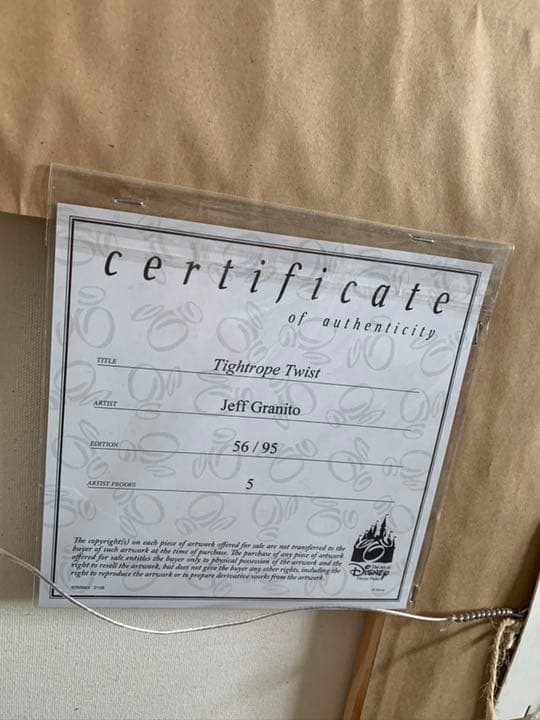 certificate
of authenticity
TITLE Tightrope Twist
ARTIST Jeff Granito
EDITION 56 / 95
ARTIST PROOFS 5
The copyright(s) on each piece of artwork offered for sale are not transferred to the
buyer of such artwork at the time of purchase. The purchase of any piece of artwork
offered for sale entitles the buyer only to physical possession of the artwork and the
right to resell the artwork, but does not give the buyer any other rights, including the
right to reproduce the artwork or to prepare derivative works from the artwork
The Art of
DISNEY
Theme Parks